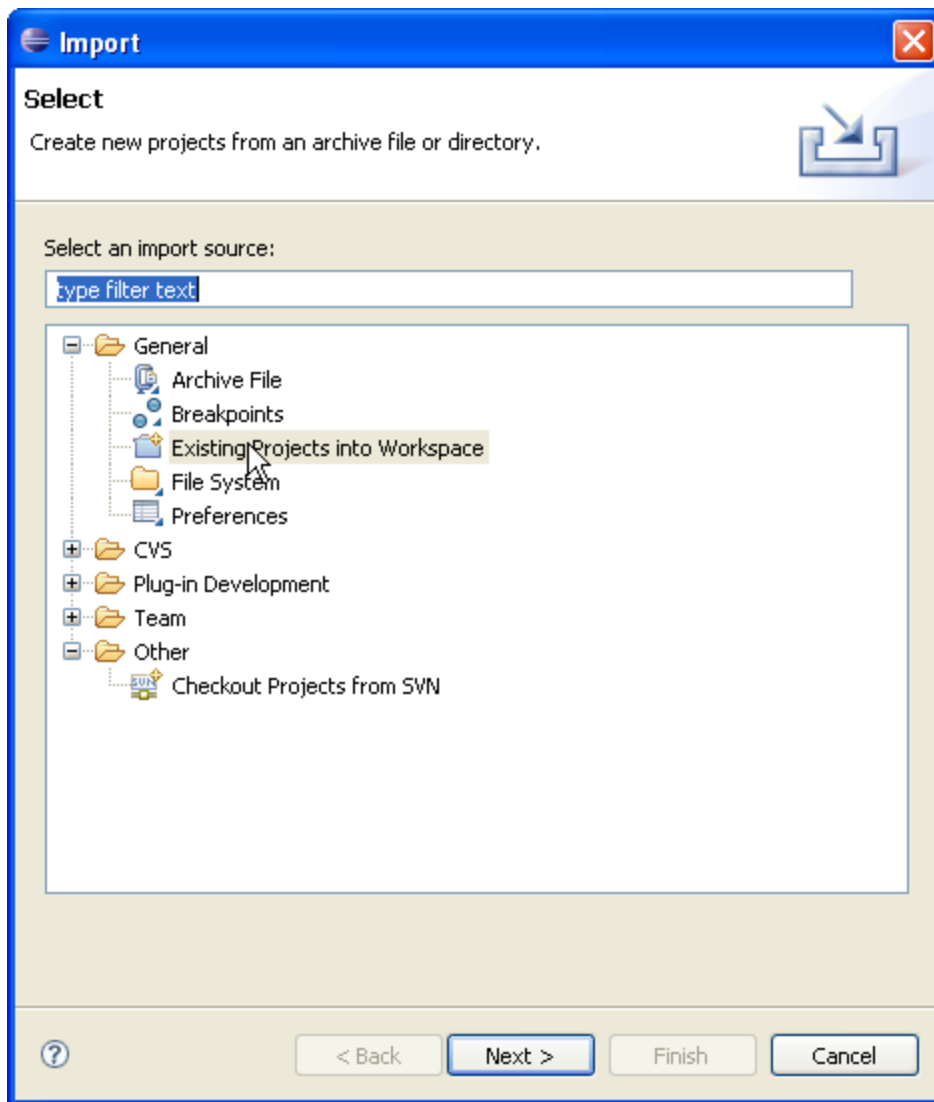 Import
Select
Create new projects from an archive file or directory.
Select an import source:
type filter text
General
Archive File
Breakpoints
Existing Projects into Workspace
File System
Preferences
CVS
Plug-in Development
Team
Other
SVN
Checkout Projects from SVN
? < Back Next > Finish Cancel